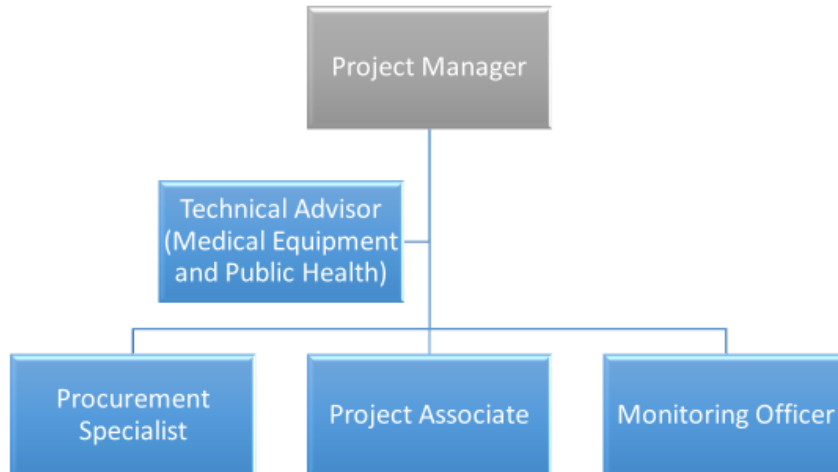 Project Manager
Technical Advisor
(Medical Equipment
and Public Health)
Procurement
Specialist
Project Associate
Monitoring Officer